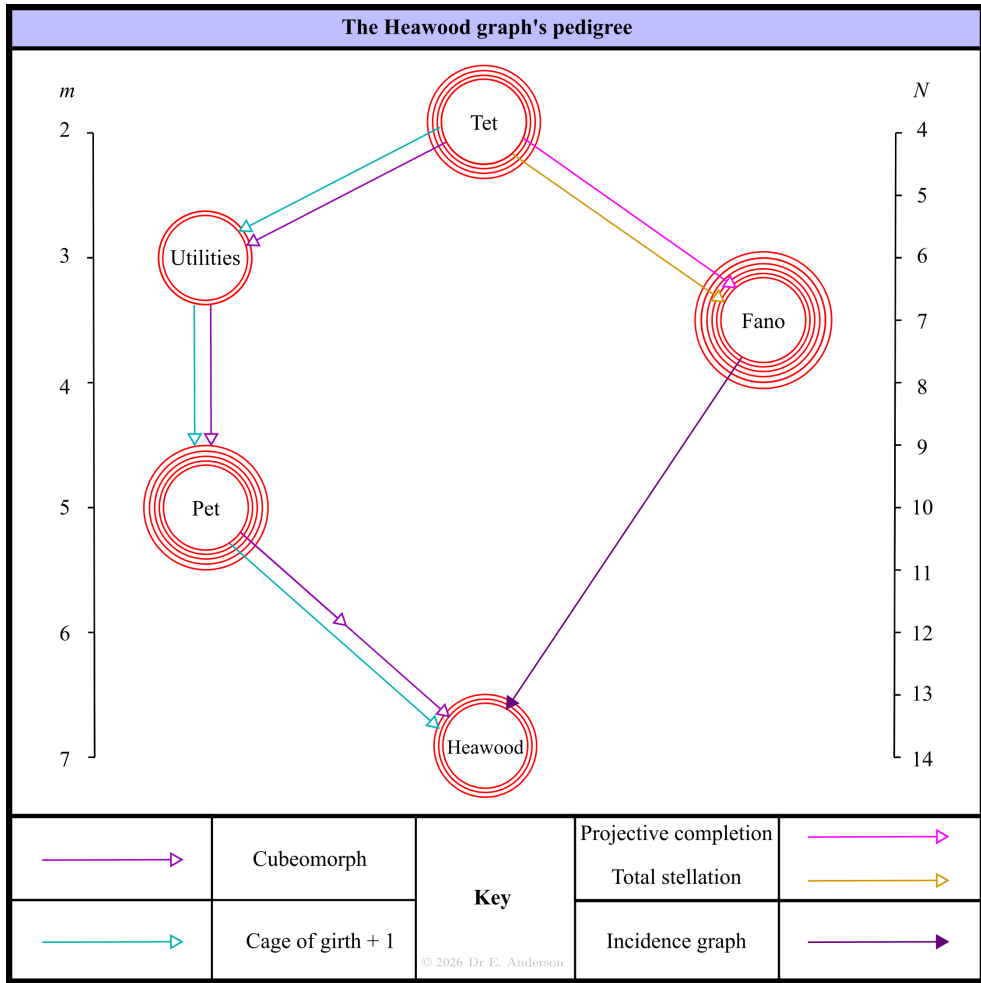 The Heawood graph's pedigree
m
N
Tet
2
4
5
Utilities
3
6
Fano
7
4
8
9
Pet
5
10
11
6
12
13
Heawood
7
14
Cubeomorph
Cage of girth + 1
Key
Projective completion
Total stellation
Incidence graph
© 2026 Dr E. Anderson